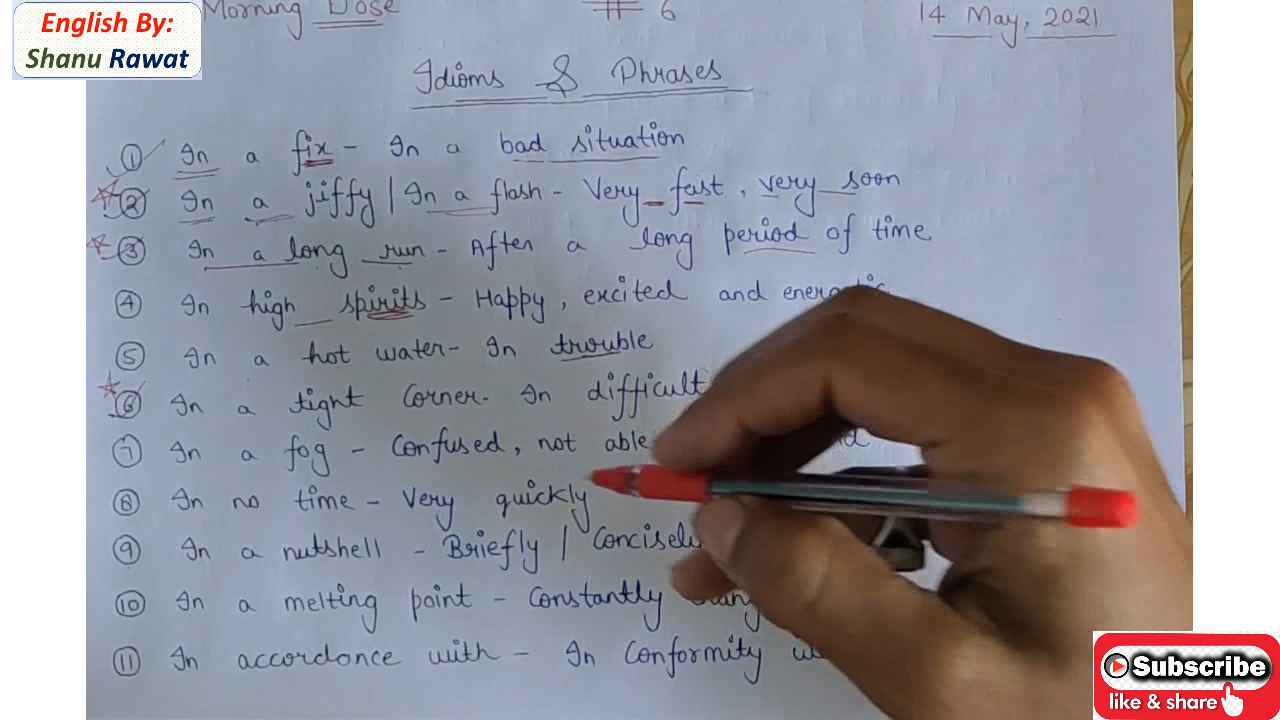 English By:
Shanu Rawat
Morning Dose # 6 14 May, 2021
Idioms & Phrases
① In a fix - In a bad situation
② In a jiffy / In a flash - Very fast, very soon
③ In a long run - After a long period of time
④ In high spirits - Happy, excited and energetic
⑤ In a hot water - In trouble
⑥ In a tight Corner - In difficult
⑦ In a fog - Confused, not able
⑧ In no time - Very quickly
⑨ In a nutshell - Briefly / Concisely
⑩ In a melting point - Constantly
⑪ In accordonce with - In Conformity
Subscribe
like & share